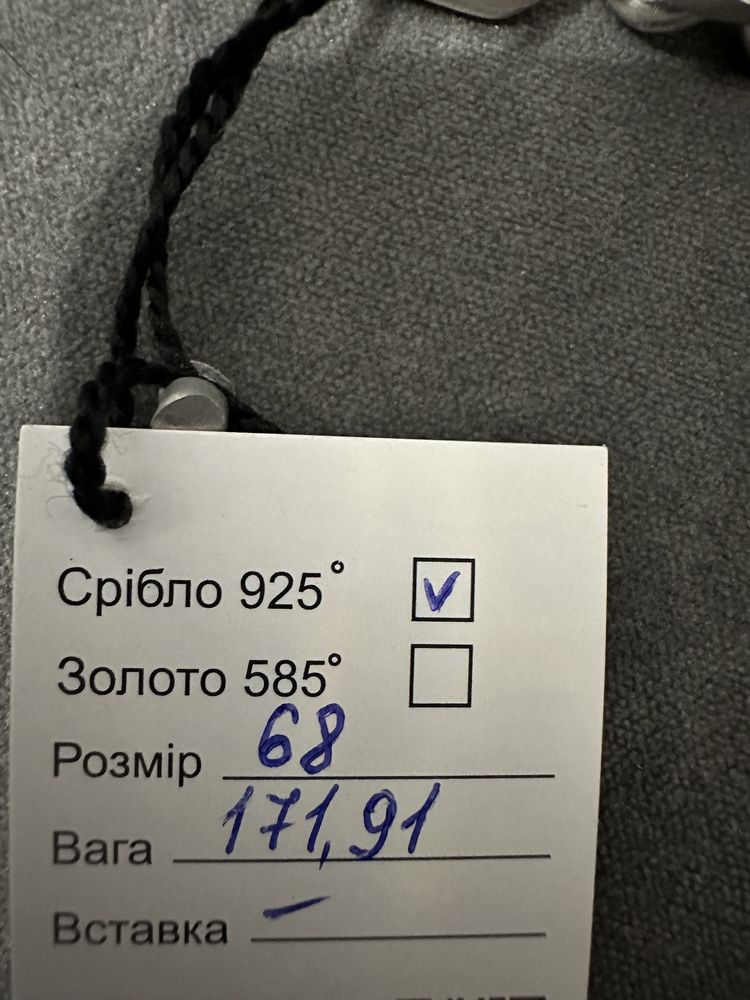 Срібло 925° v
Золото 585°
Розмір 68
Вага 171,91
Вставка –